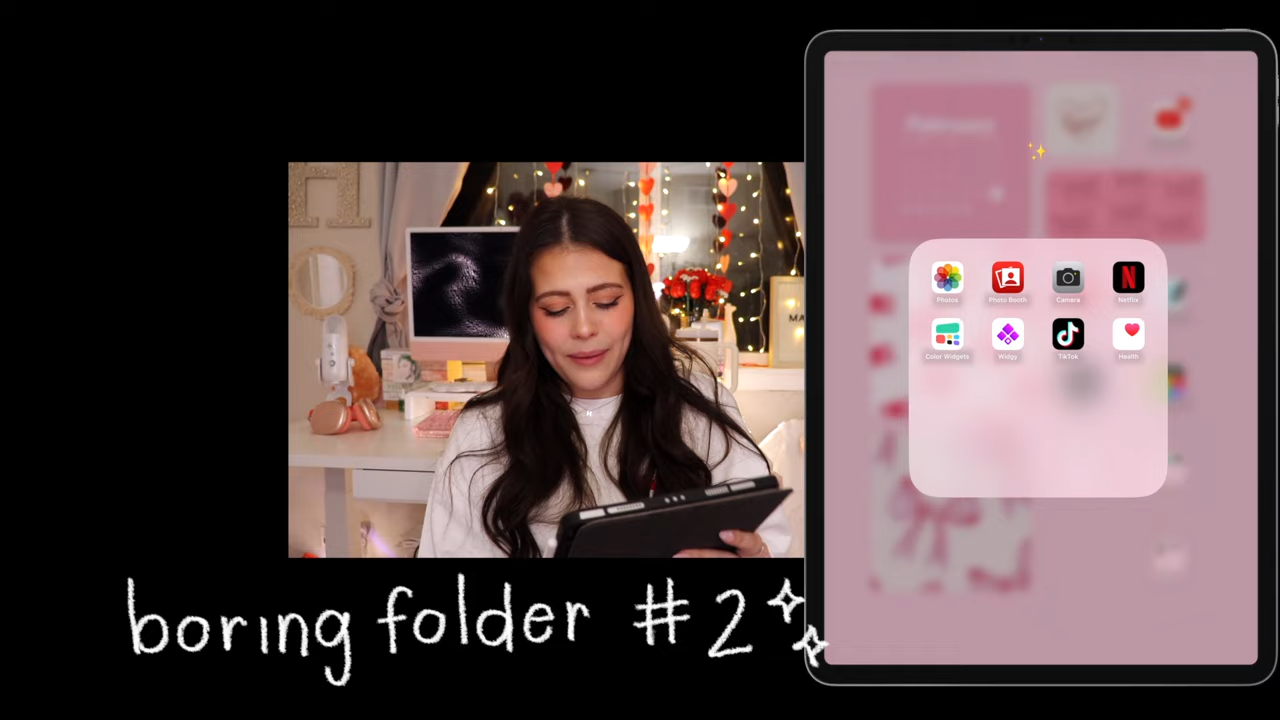 boring folder #2
Photos
Photo Booth
Camera
Netflix
Color Widgets
Widgy
TikTok
Health